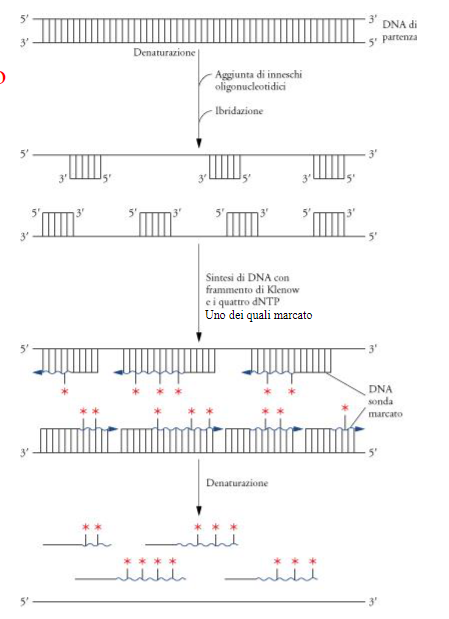 5' 3'
DNA di
partenza
3' 5'
Denaturazione
O
Aggiunta di inneschi
oligonucleotidici
Ibridazione
5' 3'
3' 5' 3' 5' 3' 5'
5' 3' 5' 3' 5' 3' 5' 3'
3' 5'
Sintesi di DNA con
frammento di Klenow
e i quattro dNTP
Uno dei quali marcato
5' 3'
* * * * * *
DNA
sonda
marcato
* * * * * * * *
3' 5'
Denaturazione
* * * * *
* * * * * * *
5' 3'